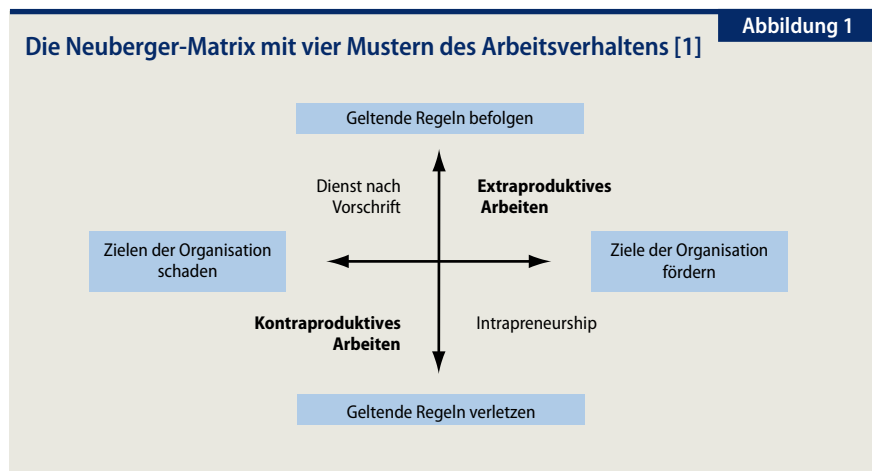 Abbildung 1
Die Neuberger-Matrix mit vier Mustern des Arbeitsverhaltens [1]
Geltende Regeln befolgen
Dienst nach
Vorschrift
Extraproduktives
Arbeiten
Zielen der Organisation
schaden
Ziele der Organisation
fördern
Kontraproduktives
Arbeiten
Intrapreneurship
Geltende Regeln verletzen